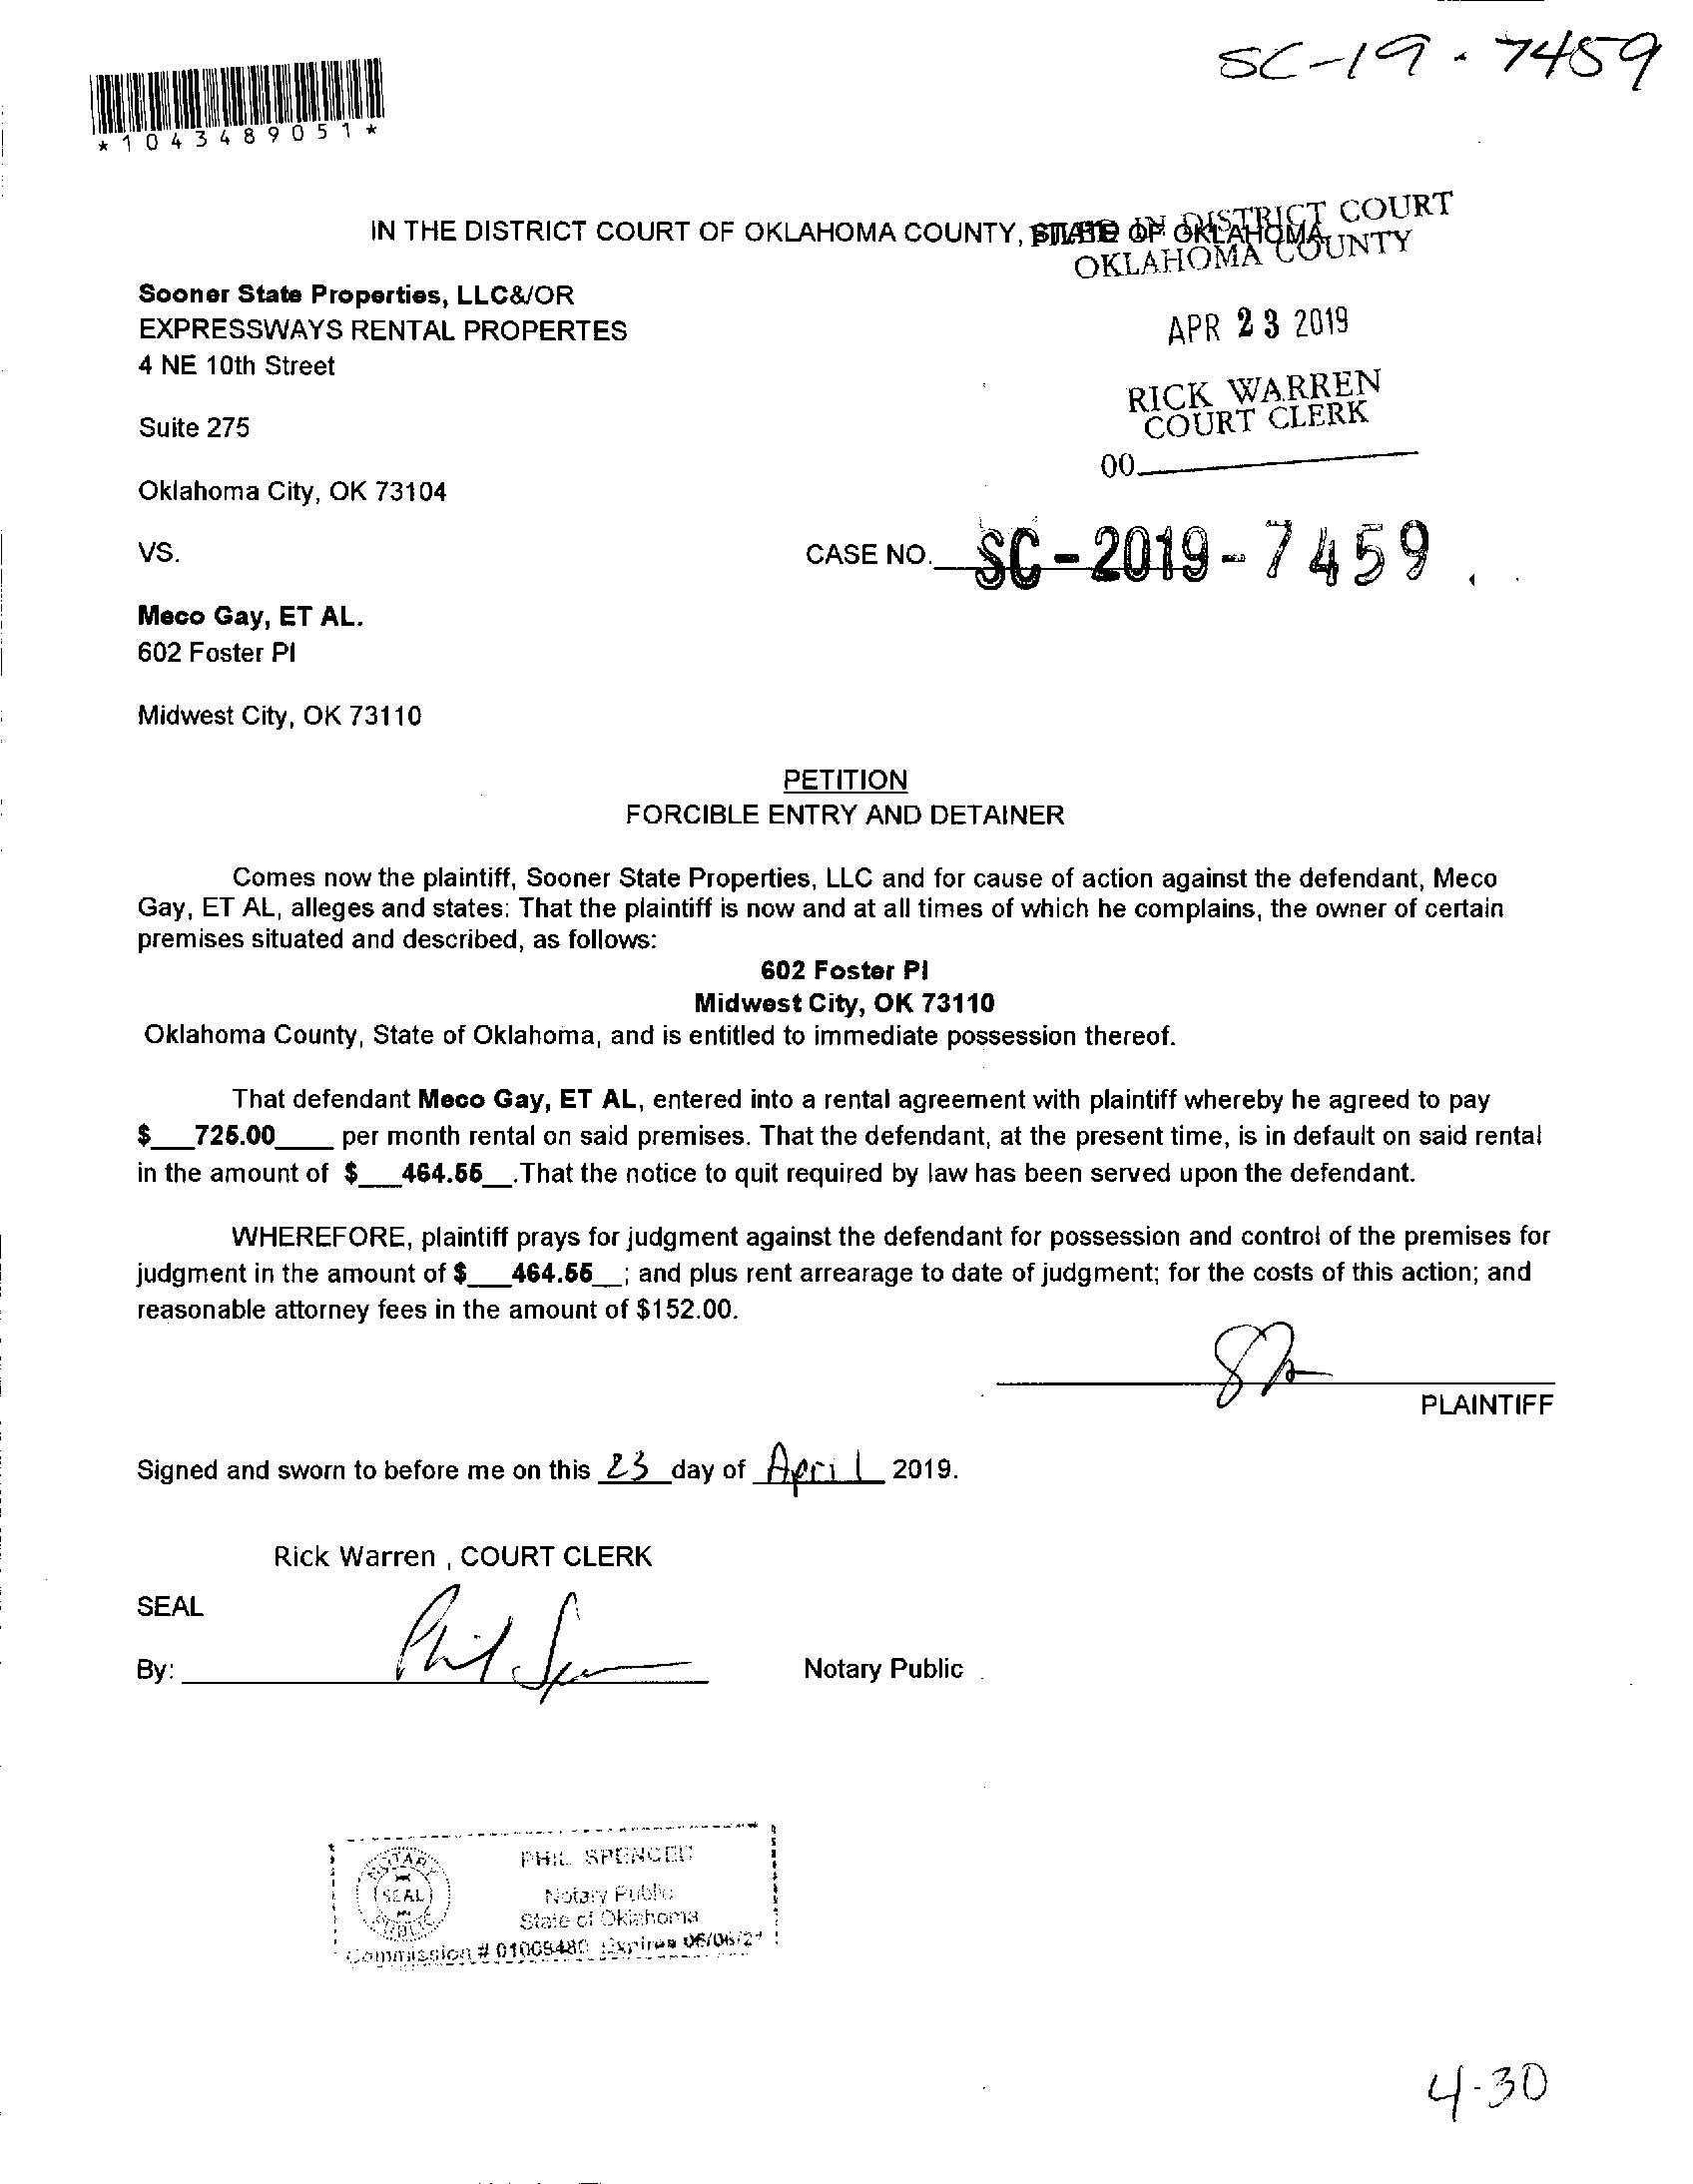 SC-19-7459
*1043489051*
IN THE DISTRICT COURT OF OKLAHOMA COUNTY, STATE OF OKLAHOMA
FILED IN DISTRICT COURT
OKLAHOMA COUNTY
Sooner State Properties, LLC&/OR
EXPRESSWAYS RENTAL PROPERTES
4 NE 10th Street
APR 23 2019
RICK WARREN
COURT CLERK
Suite 275
00
Oklahoma City, OK 73104
VS.
CASE NO. SC-2019-7459
Meco Gay, ET AL.
602 Foster Pl
Midwest City, OK 73110
PETITION
FORCIBLE ENTRY AND DETAINER
Comes now the plaintiff, Sooner State Properties, LLC and for cause of action against the defendant, Meco
Gay, ET AL, alleges and states: That the plaintiff is now and at all times of which he complains, the owner of certain
premises situated and described, as follows:
602 Foster Pl
Midwest City, OK 73110
Oklahoma County, State of Oklahoma, and is entitled to immediate possession thereof.
That defendant Meco Gay, ET AL, entered into a rental agreement with plaintiff whereby he agreed to pay
$___725.00____ per month rental on said premises. That the defendant, at the present time, is in default on said rental
in the amount of $___464.55__.That the notice to quit required by law has been served upon the defendant.
WHEREFORE, plaintiff prays for judgment against the defendant for possession and control of the premises for
judgment in the amount of $___464.55__; and plus rent arrearage to date of judgment; for the costs of this action; and
reasonable attorney fees in the amount of $152.00.
PLAINTIFF
Signed and sworn to before me on this 23 day of April 2019.
Rick Warren , COURT CLERK
SEAL
By: Phil Spencer Notary Public
NOTARY
SEAL
PUBLIC
PHIL SPENCER
Notary Public
State of Oklahoma
Commission # 01009480 Expires 06/06/21
4-30